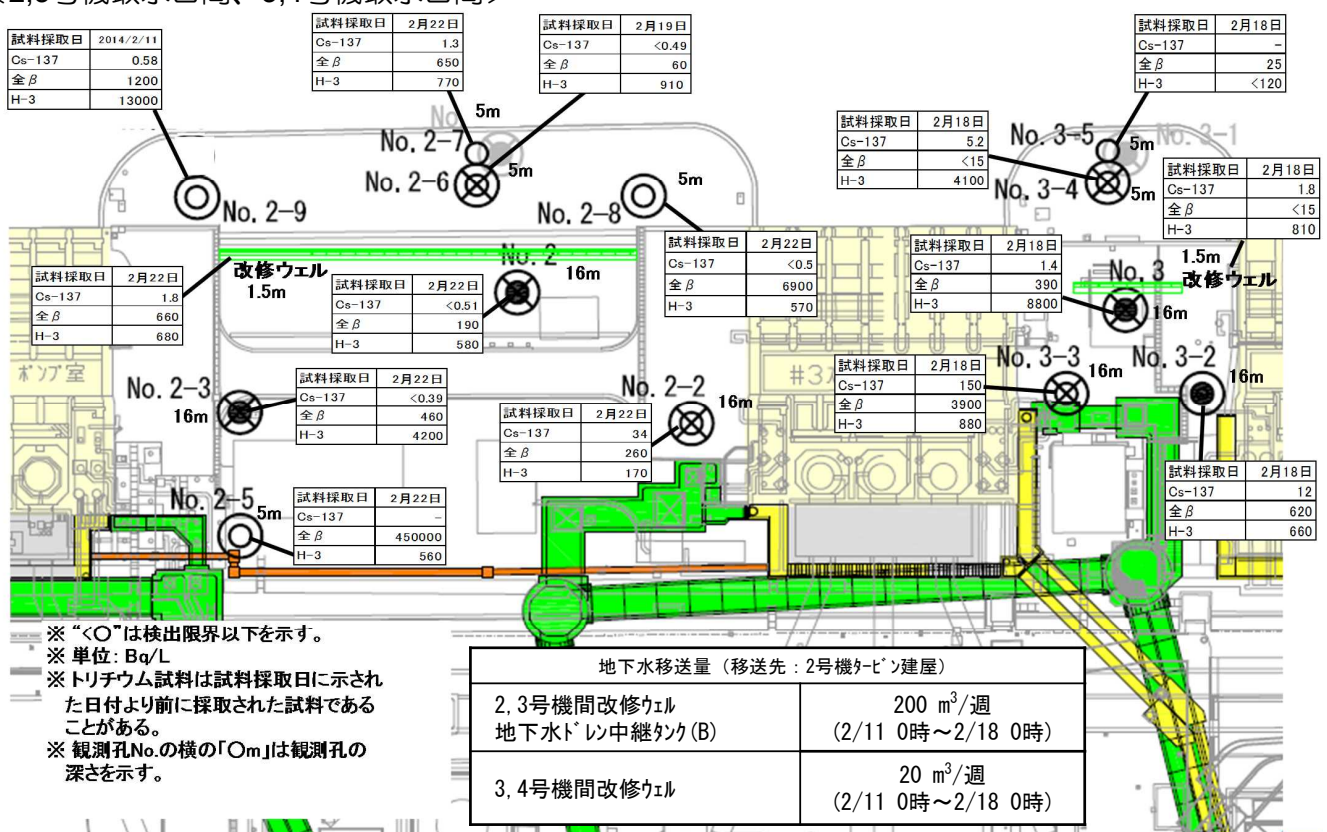 試料採取日 2014/2/11
Cs-137 0.58
全β 1200
H-3 13000
試料採取日 2月22日
Cs-137 1.3
全β 650
H-3 770
試料採取日 2月19日
Cs-137 <0.49
全β 60
H-3 910
試料採取日 2月18日
Cs-137 -
全β 25
H-3 <120
試料採取日 2月18日
Cs-137 5.2
全β <15
H-3 4100
試料採取日 2月18日
Cs-137 1.8
全β <15
H-3 810
No 5m
No. 2-7
5m
No. 2-6
5m
No. 2-9
No. 2-8
5m
No. 3-5 5m No. 3-1
No. 3-4 5m
改修ウェル
1.5m
No. 2 16m
1.5m
改修ウェル
No. 3
16m
試料採取日 2月22日
Cs-137 1.8
全β 660
H-3 680
試料採取日 2月22日
Cs-137 <0.51
全β 190
H-3 580
試料採取日 2月22日
Cs-137 <0.5
全β 6900
H-3 570
試料採取日 2月18日
Cs-137 1.4
全β 390
H-3 8800
ポンプ室
No. 2-3
16m
試料採取日 2月22日
Cs-137 <0.39
全β 460
H-3 4200
No. 2-2
16m
試料採取日 2月22日
Cs-137 34
全β 260
H-3 170
#3
試料採取日 2月18日
Cs-137 150
全β 3900
H-3 880
No. 3-3 16m
No. 3-2
16m
試料採取日 2月18日
Cs-137 12
全β 620
H-3 660
No. 2-5 5m
試料採取日 2月22日
Cs-137 -
全β 450000
H-3 560
※ “<〇”は検出限界以下を示す。
※ 単位: Bq/L
※ トリチウム試料は試料採取日に示され
た日付より前に採取された試料である
ことがある。
※ 観測孔No.の横の「〇m」は観測孔の
深さを示す。
地下水移送量(移送先:2号機ﾀｰﾋﾞﾝ建屋)
2,3号機間改修ｳｪﾙ
地下水ﾄﾞﾚﾝ中継ﾀﾝｸ(B)
200 m³/週
(2/11 0時～2/18 0時)
3,4号機間改修ｳｪﾙ
20 m³/週
(2/11 0時～2/18 0時)